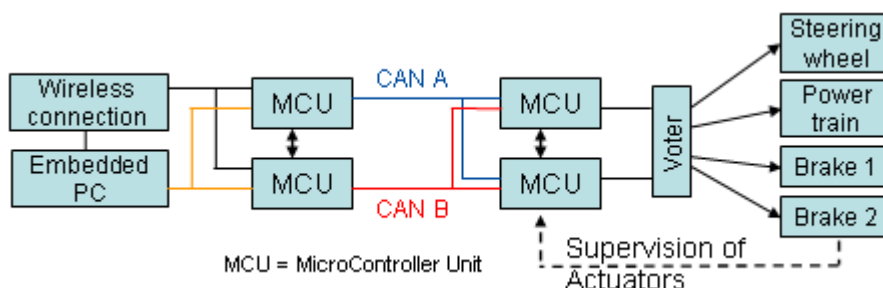 Wireless
connection
Embedded
PC
MCU
MCU
CAN A
CAN B
MCU
MCU
Voter
Steering
wheel
Power
train
Brake 1
Brake 2
Supervision of
Actuators
MCU = MicroController Unit